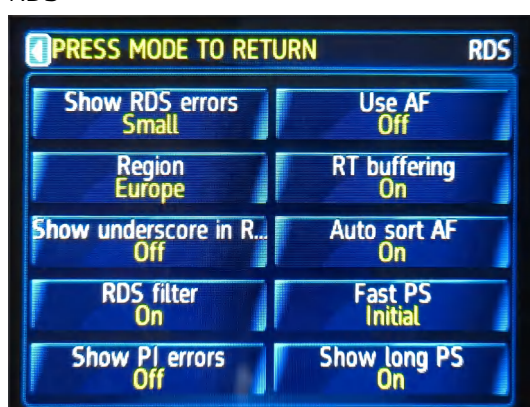 RDS
PRESS MODE TO RETURN RDS
Show RDS errors
Small
Use AF
Off
Region
Europe
RT buffering
On
Show underscore in R...
Off
Auto sort AF
On
RDS filter
On
Fast PS
Initial
Show PI errors
Off
Show long PS
On